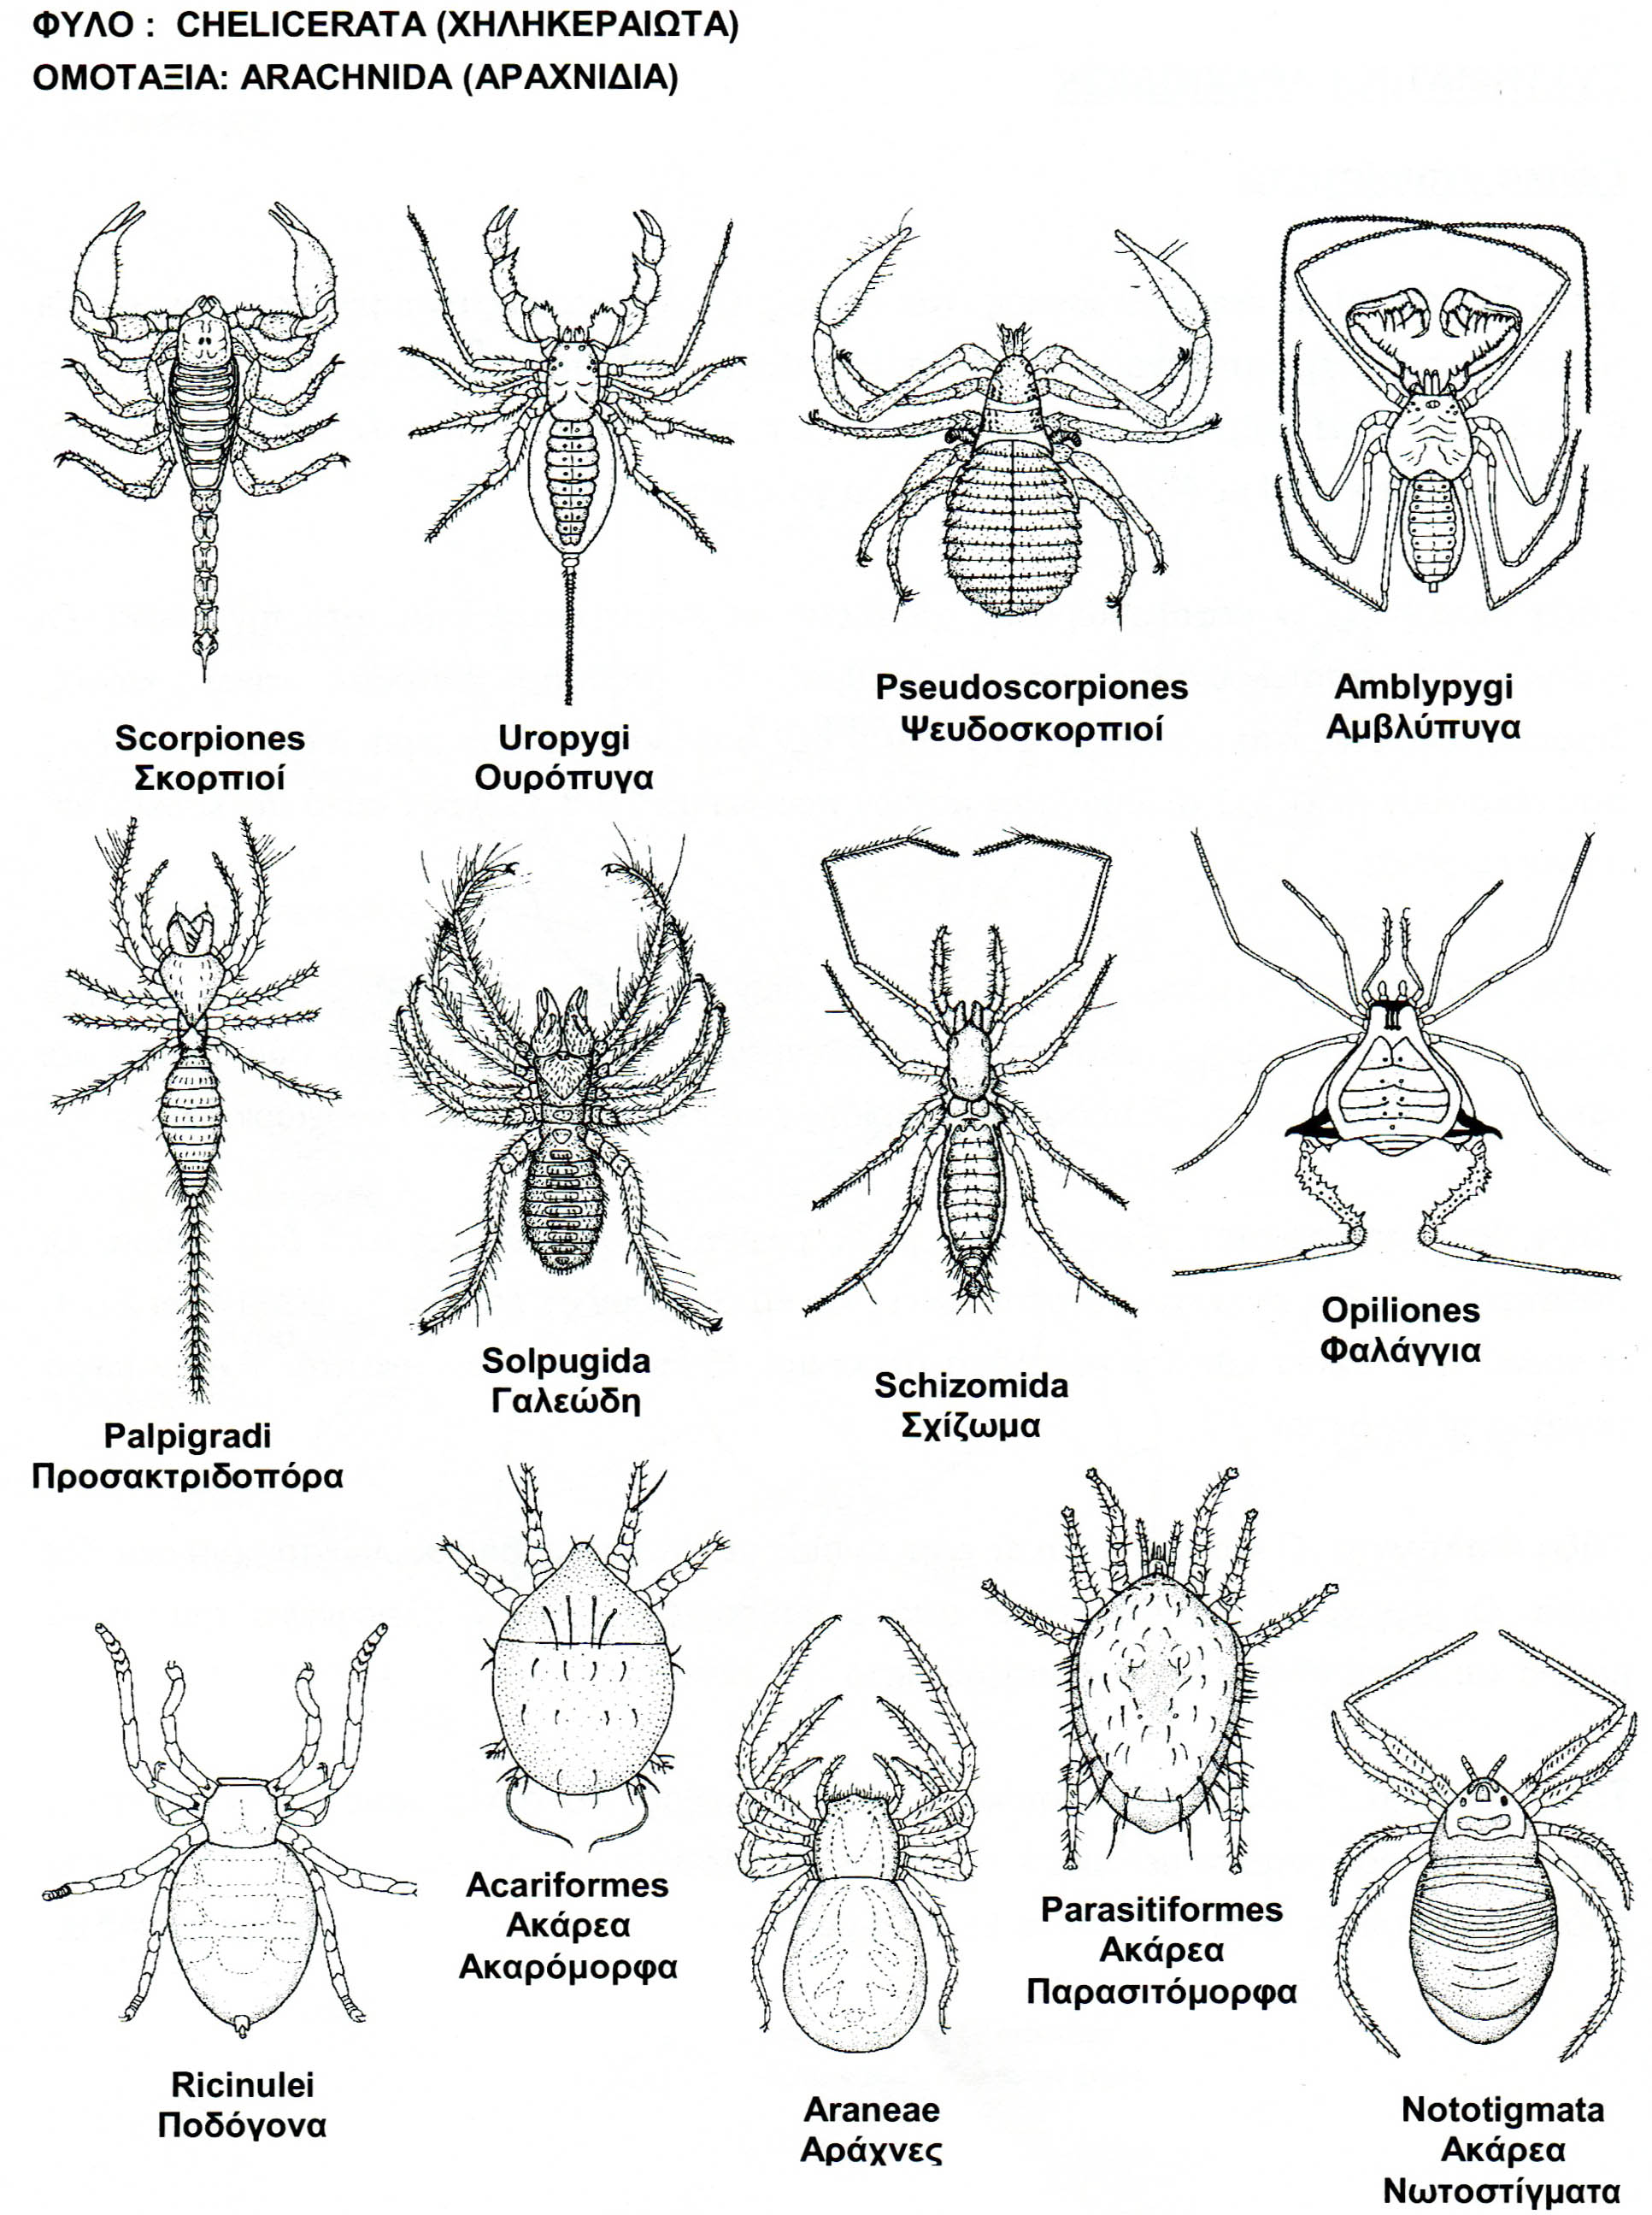 ΦΥΛΟ : CHELICERATA (ΧΗΛΗΚΕΡΑΙΩΤΑ)
ΟΜΟΤΑΞΙΑ: ARACHNIDA (ΑΡΑΧΝΙΔΙΑ)
Scorpiones
Σκορπιοί
Uropygi
Ουρόπυγα
Pseudoscorpiones
Ψευδοσκορπιοί
Amblypygi
Αμβλύπυγα
Palpigradi
Προσακτριδοπόρα
Solpugida
Γαλεώδη
Schizomida
Σχίζωμα
Opiliones
Φαλάγγια
Ricinulei
Ποδόγονα
Acariformes
Ακάρεα
Ακαρόμορφα
Araneae
Αράχνες
Parasitiformes
Ακάρεα
Παρασιτόμορφα
Nototigmata
Ακάρεα
Νωτοστίγματα